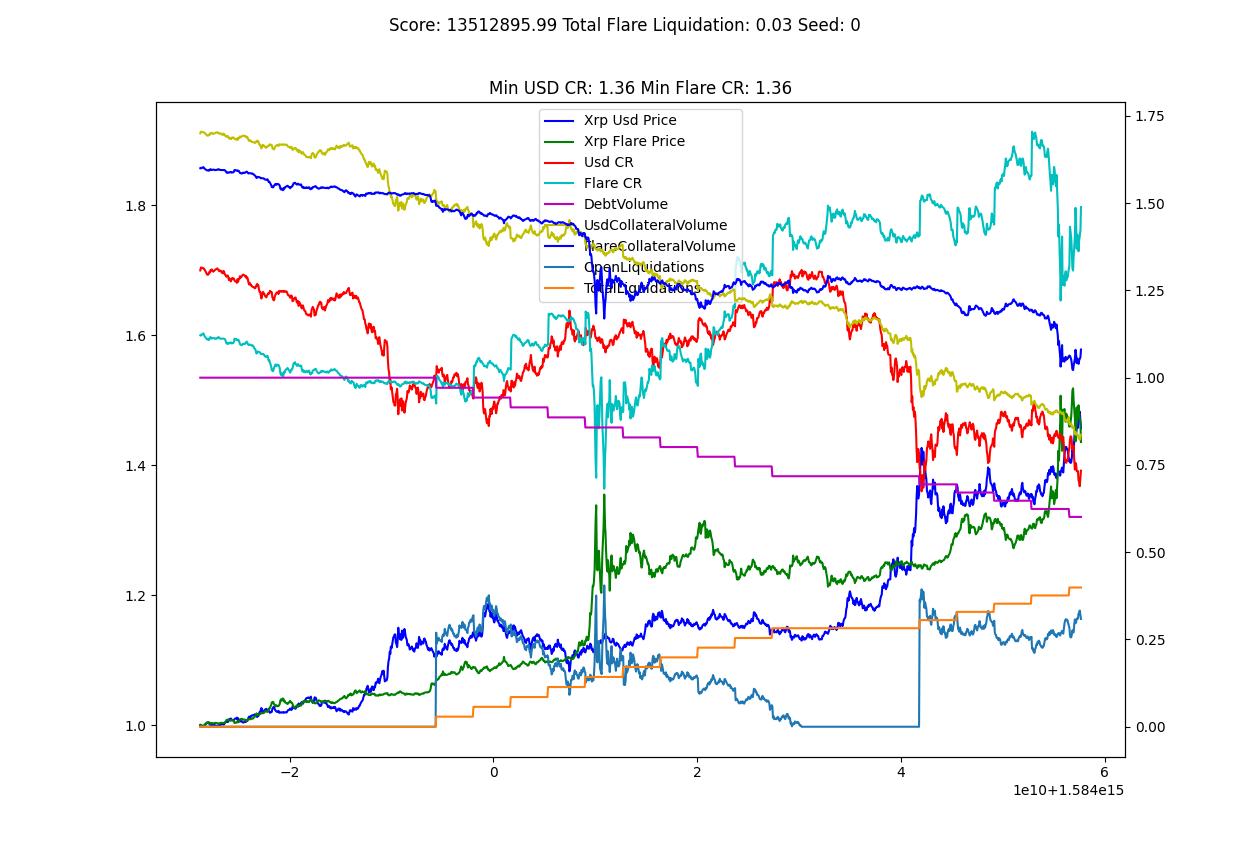 Score: 13512895.99 Total Flare Liquidation: 0.03 Seed: 0
Min USD CR: 1.36 Min Flare CR: 1.36
Xrp Usd Price
Xrp Flare Price
Usd CR
Flare CR
DebtVolume
UsdCollateralVolume
FlareCollateralVolume
OpenLiquidations
TotalLiquidations
1.8
1.6
1.4
1.2
1.0
1.75
1.50
1.25
1.00
0.75
0.50
0.25
0.00
−2
0
2
4
6
1e10+1.584e15